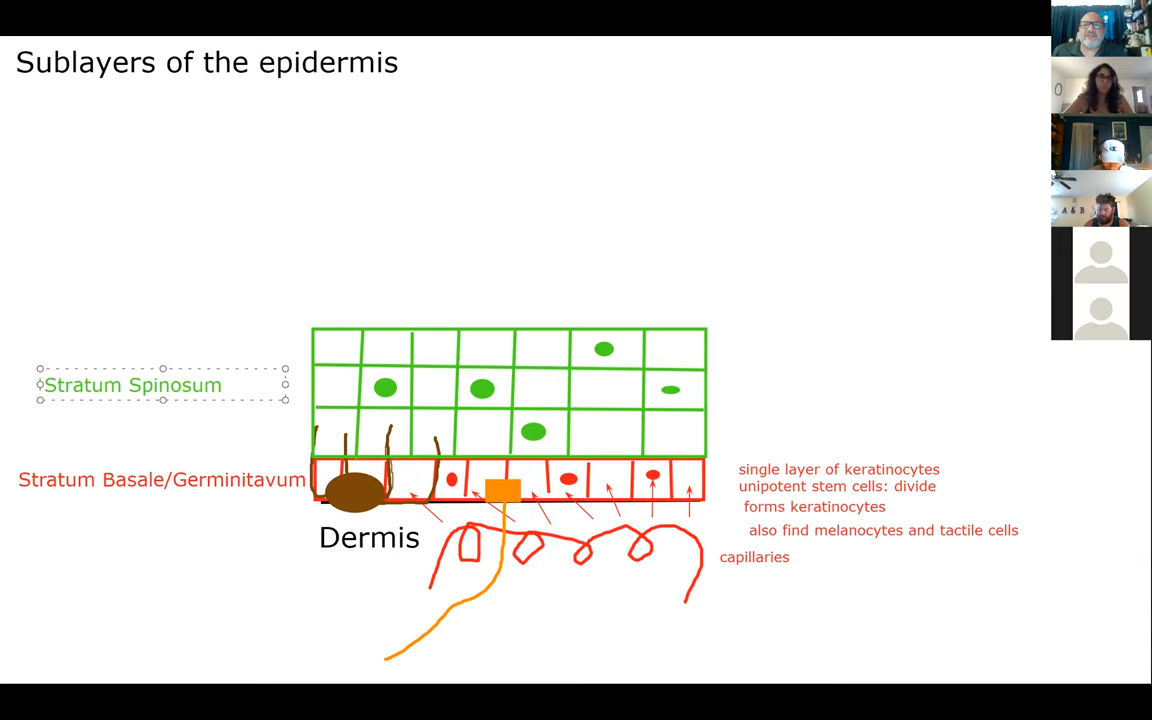 Sublayers of the epidermis
A & B
Stratum Spinosum
Stratum Basale/Germinitavum
single layer of keratinocytes
unipotent stem cells: divide
forms keratinocytes
also find melanocytes and tactile cells
Dermis
capillaries